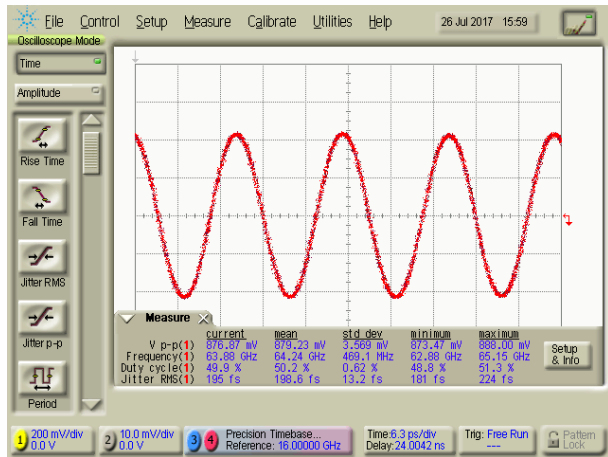 File Control Setup Measure Calibrate Utilities Help 26 Jul 2017 15:59
Oscilloscope Mode
Time
Amplitude
Rise Time
Fall Time
Jitter RMS
Jitter p-p
Period
Measure
current mean std dev minimum maximum
V p-p(1) 876.87 mV 879.23 mV 3.569 mV 873.47 mV 888.00 mV
Frequency(1) 63.88 GHz 64.24 GHz 469.1 MHz 62.88 GHz 65.15 GHz
Duty cycle(1) 49.9 % 50.2 % 0.62 % 48.8 % 51.3 %
Jitter RMS(1) 195 fs 198.6 fs 13.2 fs 181 fs 224 fs
Setup
& Info
1 200 mV/div
0.0 V
2 10.0 mV/div
0.0 V
3 4 Precision Timebase...
Reference: 16.00000 GHz
Time:6.3 ps/div
Delay:24.0042 ns
Trig: Free Run
---
Pattern
Lock